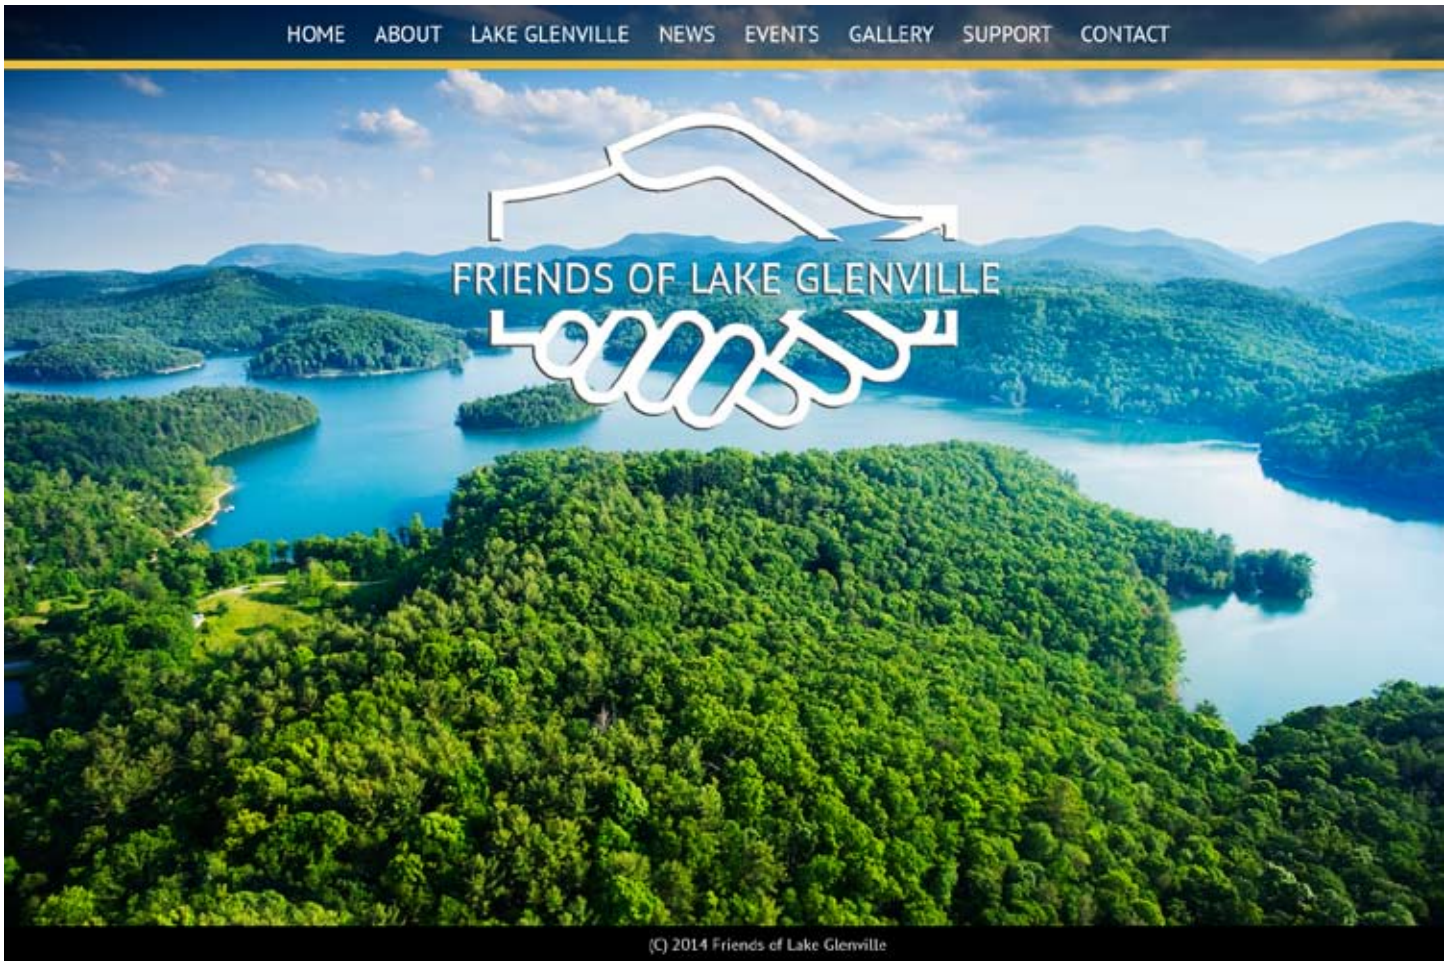 HOME ABOUT LAKE GLENVILLE NEWS EVENTS GALLERY SUPPORT CONTACT
FRIENDS OF LAKE GLENVILLE
(C) 2014 Friends of Lake Glenville